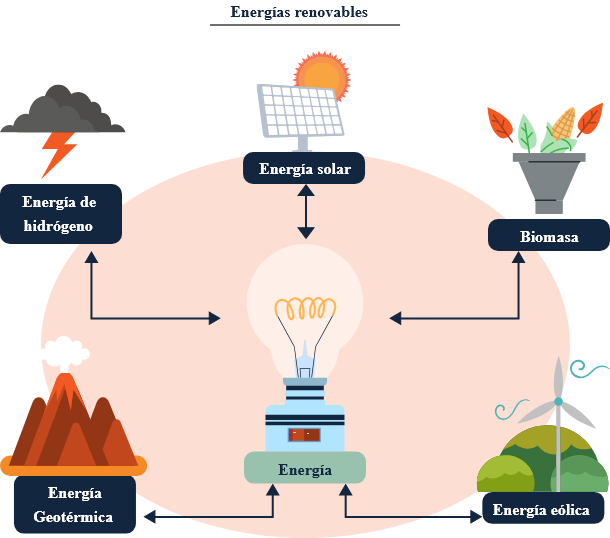 Energías renovables
Energía solar
Energía de
hidrógeno
Biomasa
Energía
Energía
Geotérmica
Energía eólica